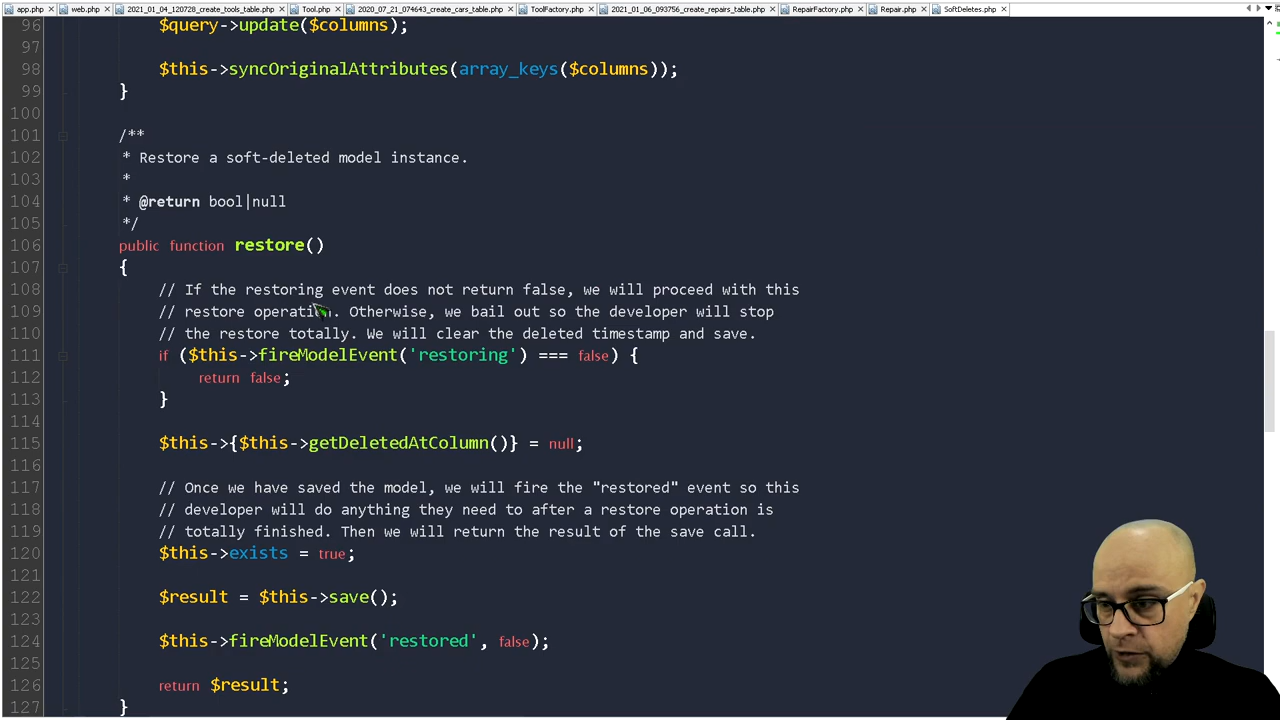 app.php web.php 2021_01_04_120728_create_tools_table.php Tool.php 2020_07_21_074643_create_cars_table.php ToolFactory.php 2021_01_06_093756_create_repairs_table.php RepairFactory.php Repair.php SoftDeletes.php
96 $query->update($columns);
97
98 $this->syncOriginalAttributes(array_keys($columns));
99 }
100
101 /**
102 * Restore a soft-deleted model instance.
103 *
104 * @return bool|null
105 */
106 public function restore()
107 {
108 // If the restoring event does not return false, we will proceed with this
109 // restore operation. Otherwise, we bail out so the developer will stop
110 // the restore totally. We will clear the deleted timestamp and save.
111 if ($this->fireModelEvent('restoring') === false) {
112 return false;
113 }
114
115 $this->{$this->getDeletedAtColumn()} = null;
116
117 // Once we have saved the model, we will fire the "restored" event so this
118 // developer will do anything they need to after a restore operation is
119 // totally finished. Then we will return the result of the save call.
120 $this->exists = true;
121
122 $result = $this->save();
123
124 $this->fireModelEvent('restored', false);
125
126 return $result;
127 }